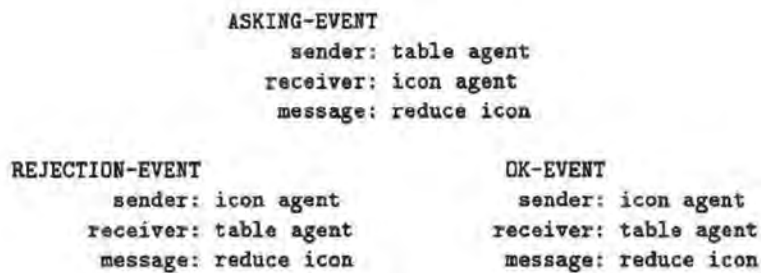 ASKING-EVENT
sender: table agent
receiver: icon agent
message: reduce icon
REJECTION-EVENT
sender: icon agent
receiver: table agent
message: reduce icon
OK-EVENT
sender: icon agent
receiver: table agent
message: reduce icon